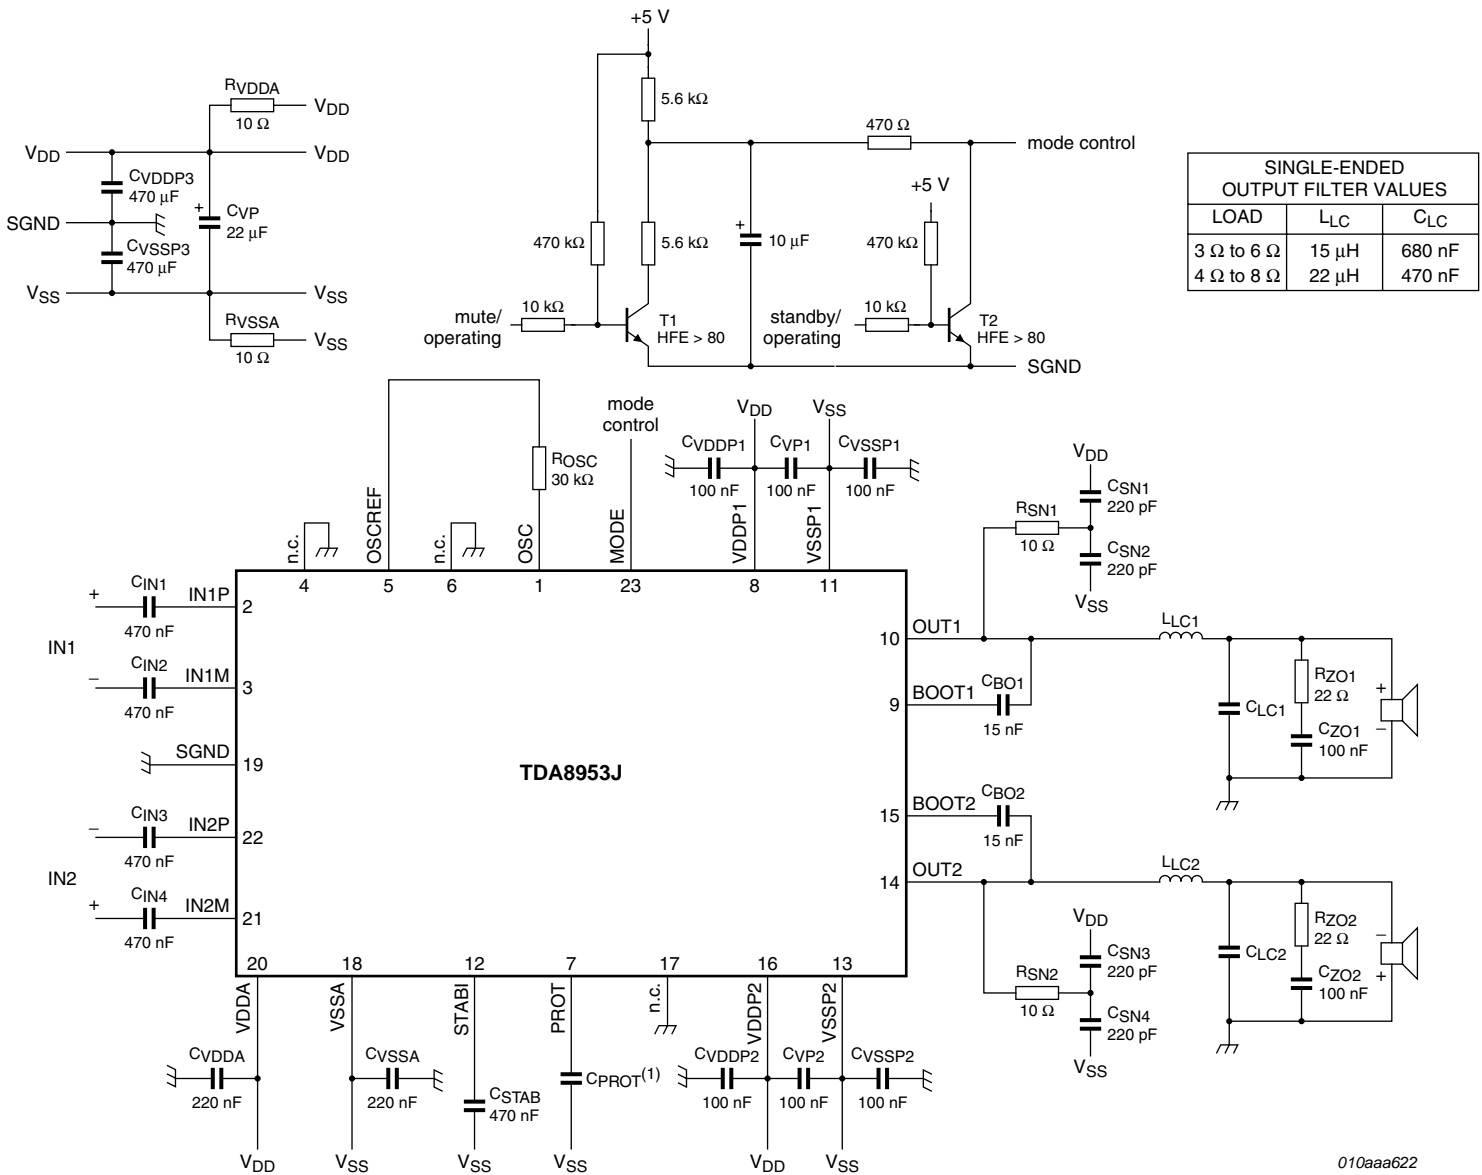 +5 V
RVDDA
10 Ω
VDD
VDD
VDD
CVDDP3
470 μF
SGND
CVP
22 μF
+
CVSSP3
470 μF
VSS
VSS
RVSSA
10 Ω
VSS
5.6 kΩ
470 Ω
mode control
+5 V
470 kΩ
5.6 kΩ
+
10 μF
470 kΩ
mute/
operating
10 kΩ
T1
HFE > 80
standby/
operating
10 kΩ
T2
HFE > 80
SGND
SINGLE-ENDED
OUTPUT FILTER VALUES
LOAD LLC CLC
3 Ω to 6 Ω 15 μH 680 nF
4 Ω to 8 Ω 22 μH 470 nF
mode
control
ROSC
30 kΩ
VDD
VSS
CVDDP1
100 nF
CVP1
100 nF
CVSSP1
100 nF
n.c.
OSCREF
n.c.
OSC
MODE
VDDP1
VSSP1
4 5 6 1 23 8 11
VDD
CSN1
220 pF
RSN1
10 Ω
CSN2
220 pF
VSS
IN1
+
CIN1
470 nF
IN1P
2
−
CIN2
470 nF
IN1M
3
SGND
19
IN2
−
CIN3
470 nF
IN2P
22
+
CIN4
470 nF
IN2M
21
TDA8953J
10
OUT1
LLC1
9
BOOT1
CBO1
15 nF
CLC1
RZO1
22 Ω
CZO1
100 nF
+
−
15
BOOT2
CBO2
15 nF
14
OUT2
LLC2
VDD
CSN3
220 pF
RSN2
10 Ω
CSN4
220 pF
VSS
CLC2
RZO2
22 Ω
CZO2
100 nF
−
+
20 18 12 7 17 16 13
VDDA
VSSA
STABI
PROT
n.c.
VDDP2
VSSP2
CVDDA
220 nF
CVSSA
220 nF
CSTAB
470 nF
CPROT(1)
CVDDP2
100 nF
CVP2
100 nF
CVSSP2
100 nF
VDD
VSS
VSS
VSS
VDD
VSS
010aaa622